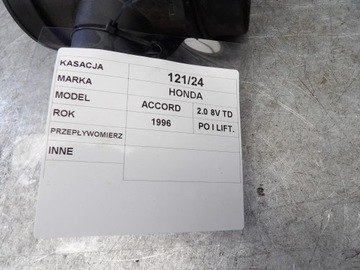 KASACJA 121/24
MARKA HONDA
MODEL ACCORD 2.0 8V TD
ROK 1996 PO I LIFT.
PRZEPŁYWOMIERZ
INNE